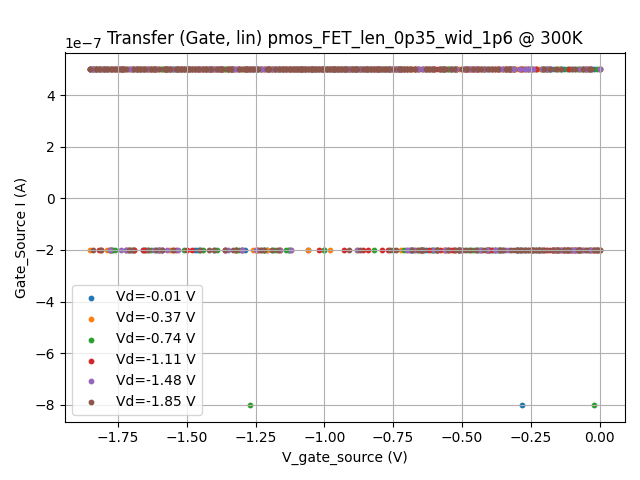 1e−7
Transfer (Gate, lin) pmos_FET_len_0p35_wid_1p6 @ 300K
4
2
0
−2
−4
−6
−8
Gate_Source I (A)
Vd=-0.01 V
Vd=-0.37 V
Vd=-0.74 V
Vd=-1.11 V
Vd=-1.48 V
Vd=-1.85 V
−1.75 −1.50 −1.25 −1.00 −0.75 −0.50 −0.25 0.00
V_gate_source (V)